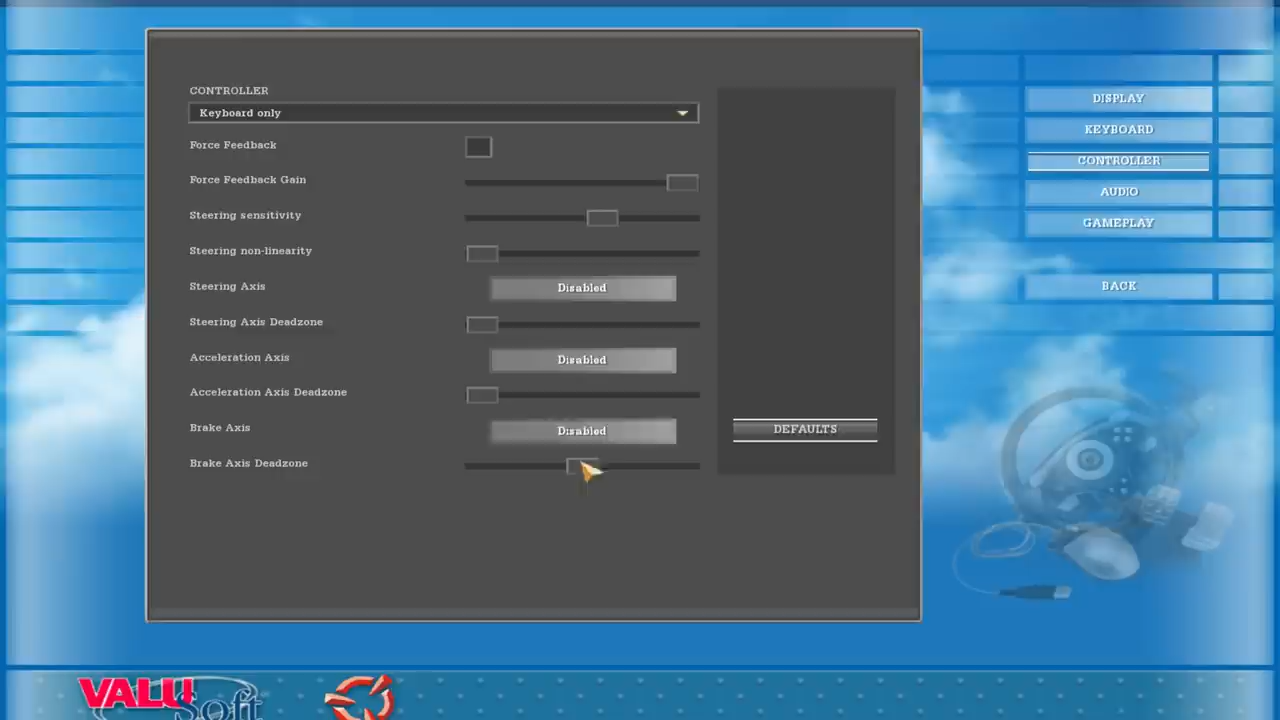 CONTROLLER
Keyboard only
Force Feedback
Force Feedback Gain
Steering sensitivity
Steering non-linearity
Steering Axis
Disabled
Steering Axis Deadzone
Acceleration Axis
Disabled
Acceleration Axis Deadzone
Brake Axis
Disabled
Brake Axis Deadzone
DEFAULTS
DISPLAY
KEYBOARD
CONTROLLER
AUDIO
GAMEPLAY
BACK
VALU
Soft